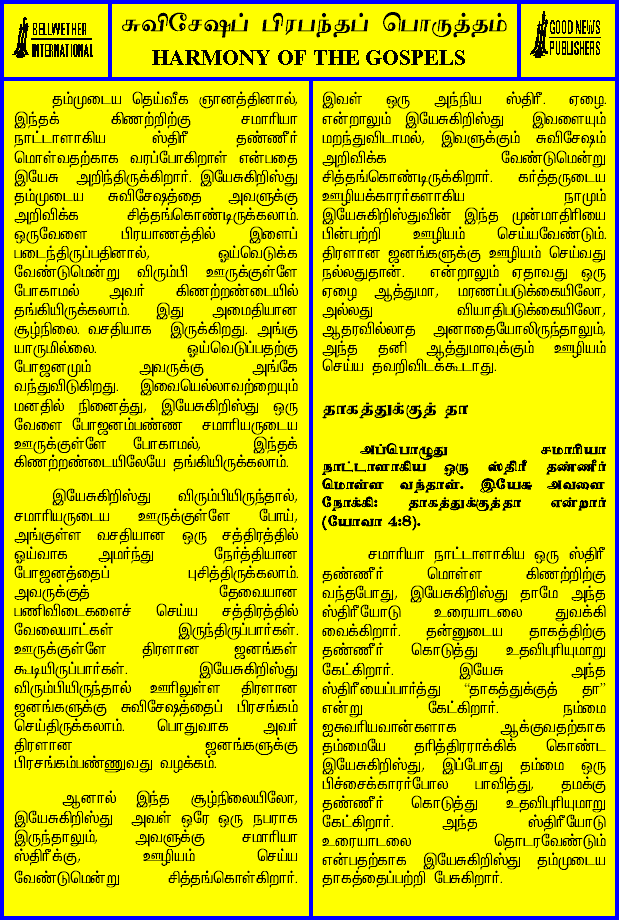 BELLWETHER
INTERNATIONAL
சுவிசேஷப் பிரபந்தப் பொருத்தம்
HARMONY OF THE GOSPELS
GOOD NEWS
PUBLISHERS
தம்முடைய தெய்வீக ஞானத்தினால்,
இந்தக் கிணற்றிற்கு சமாரியா
நாட்டாளாகிய ஸ்திரீ தண்ணீர்
மொள்வதற்காக வரப்போகிறாள் என்பதை
இயேசு அறிந்திருக்கிறார். இயேசுகிறிஸ்து
தம்முடைய சுவிசேஷத்தை அவளுக்கு
அறிவிக்க சித்தங்கொண்டிருக்கலாம்.
ஒருவேளை பிரயாணத்தில் இளைப்
படைந்திருப்பதினால், ஓய்வெடுக்க
வேண்டுமென்று விரும்பி ஊருக்குள்ளே
போகாமல் அவர் கிணற்றண்டையில்
தங்கியிருக்கலாம். இது அமைதியான
சூழ்நிலை. வசதியாக இருக்கிறது. அங்கு
யாருமில்லை. ஓய்வெடுப்பதற்கு
போஜனமும் அவருக்கு அங்கே
வந்துவிடுகிறது. இவையெல்லாவற்றையும்
மனதில் நினைத்து, இயேசுகிறிஸ்து ஒரு
வேளை போஜனம்பண்ண சமாரியருடைய
ஊருக்குள்ளே போகாமல், இந்தக்
கிணற்றண்டையிலேயே தங்கியிருக்கலாம்.
இயேசுகிறிஸ்து விரும்பியிருந்தால்,
சமாரியருடைய ஊருக்குள்ளே போய்,
அங்குள்ள வசதியான ஒரு சத்திரத்தில்
ஓய்வாக அமர்ந்து நேர்த்தியான
போஜனத்தைப் புசித்திருக்கலாம்.
அவருக்குத் தேவையான
பணிவிடைகளைச் செய்ய சத்திரத்தில்
வேலையாட்கள் இருந்திருப்பார்கள்.
ஊருக்குள்ளே திரளான ஜனங்கள்
கூடியிருப்பார்கள். இயேசுகிறிஸ்து
விரும்பியிருந்தால் ஊரிலுள்ள திரளான
ஜனங்களுக்கு சுவிசேஷத்தைப் பிரசங்கம்
செய்திருக்கலாம். பொதுவாக அவர்
திரளான ஜனங்களுக்கு
பிரசங்கம்பண்ணுவது வழக்கம்.
ஆனால் இந்த சூழ்நிலையிலோ,
இயேசுகிறிஸ்து அவள் ஒரே ஒரு நபராக
இருந்தாலும், அவளுக்கு சமாரியா
ஸ்திரீக்கு, ஊழியம் செய்ய
வேண்டுமென்று சித்தங்கொள்கிறார்.
இவள் ஒரு அந்நிய ஸ்திரீ. ஏழை.
என்றாலும் இயேசுகிறிஸ்து இவளையும்
மறந்துவிடாமல், இவளுக்கும் சுவிசேஷம்
அறிவிக்க வேண்டுமென்று
சித்தங்கொண்டிருக்கிறார். கர்த்தருடைய
ஊழியக்காரர்களாகிய நாமும்
இயேசுகிறிஸ்துவின் இந்த முன்மாதிரியை
பின்பற்றி ஊழியம் செய்யவேண்டும்.
திரளான ஜனங்களுக்கு ஊழியம் செய்வது
நல்லதுதான். என்றாலும் ஏதாவது ஒரு
ஏழை ஆத்துமா, மரணப்படுக்கையிலோ,
அல்லது வியாதிபடுக்கையிலோ,
ஆதரவில்லாத அனாதையோலிருந்தாலும்,
அந்த தனி ஆத்துமாவுக்கும் ஊழியம்
செய்ய தவறிவிடக்கூடாது.
தாகத்துக்குத் தா
அப்பொழுது சமாரியா
நாட்டாளாகிய ஒரு ஸ்திரீ தண்ணீர்
மொள்ள வந்தாள். இயேசு அவளை
நோக்கி: தாகத்துக்குத்தா என்றார்
(யோவா 4:8).
சமாரியா நாட்டாளாகிய ஒரு ஸ்திரீ
தண்ணீர் மொள்ள கிணற்றிற்கு
வந்தபோது, இயேசுகிறிஸ்து தாமே அந்த
ஸ்திரீயோடு உரையாடலை துவக்கி
வைக்கிறார். தன்னுடைய தாகத்திற்கு
தண்ணீர் கொடுத்து உதவிபுரியுமாறு
கேட்கிறார். இயேசு அந்த
ஸ்திரீயைப்பார்த்து “தாகத்துக்குத் தா”
என்று கேட்கிறார். நம்மை
ஐசுவரியவான்களாக ஆக்குவதற்காக
தம்மையே தரித்திரராக்கிக் கொண்ட
இயேசுகிறிஸ்து, இப்போது தம்மை ஒரு
பிச்சைக்காரர்போல பாவித்து, தமக்கு
தண்ணீர் கொடுத்து உதவிபுரியுமாறு
கேட்கிறார். அந்த ஸ்திரீயோடு
உரையாடலை தொடரவேண்டும்
என்பதற்காக இயேசுகிறிஸ்து தம்முடைய
தாகத்தைப்பற்றி பேசுகிறார்.